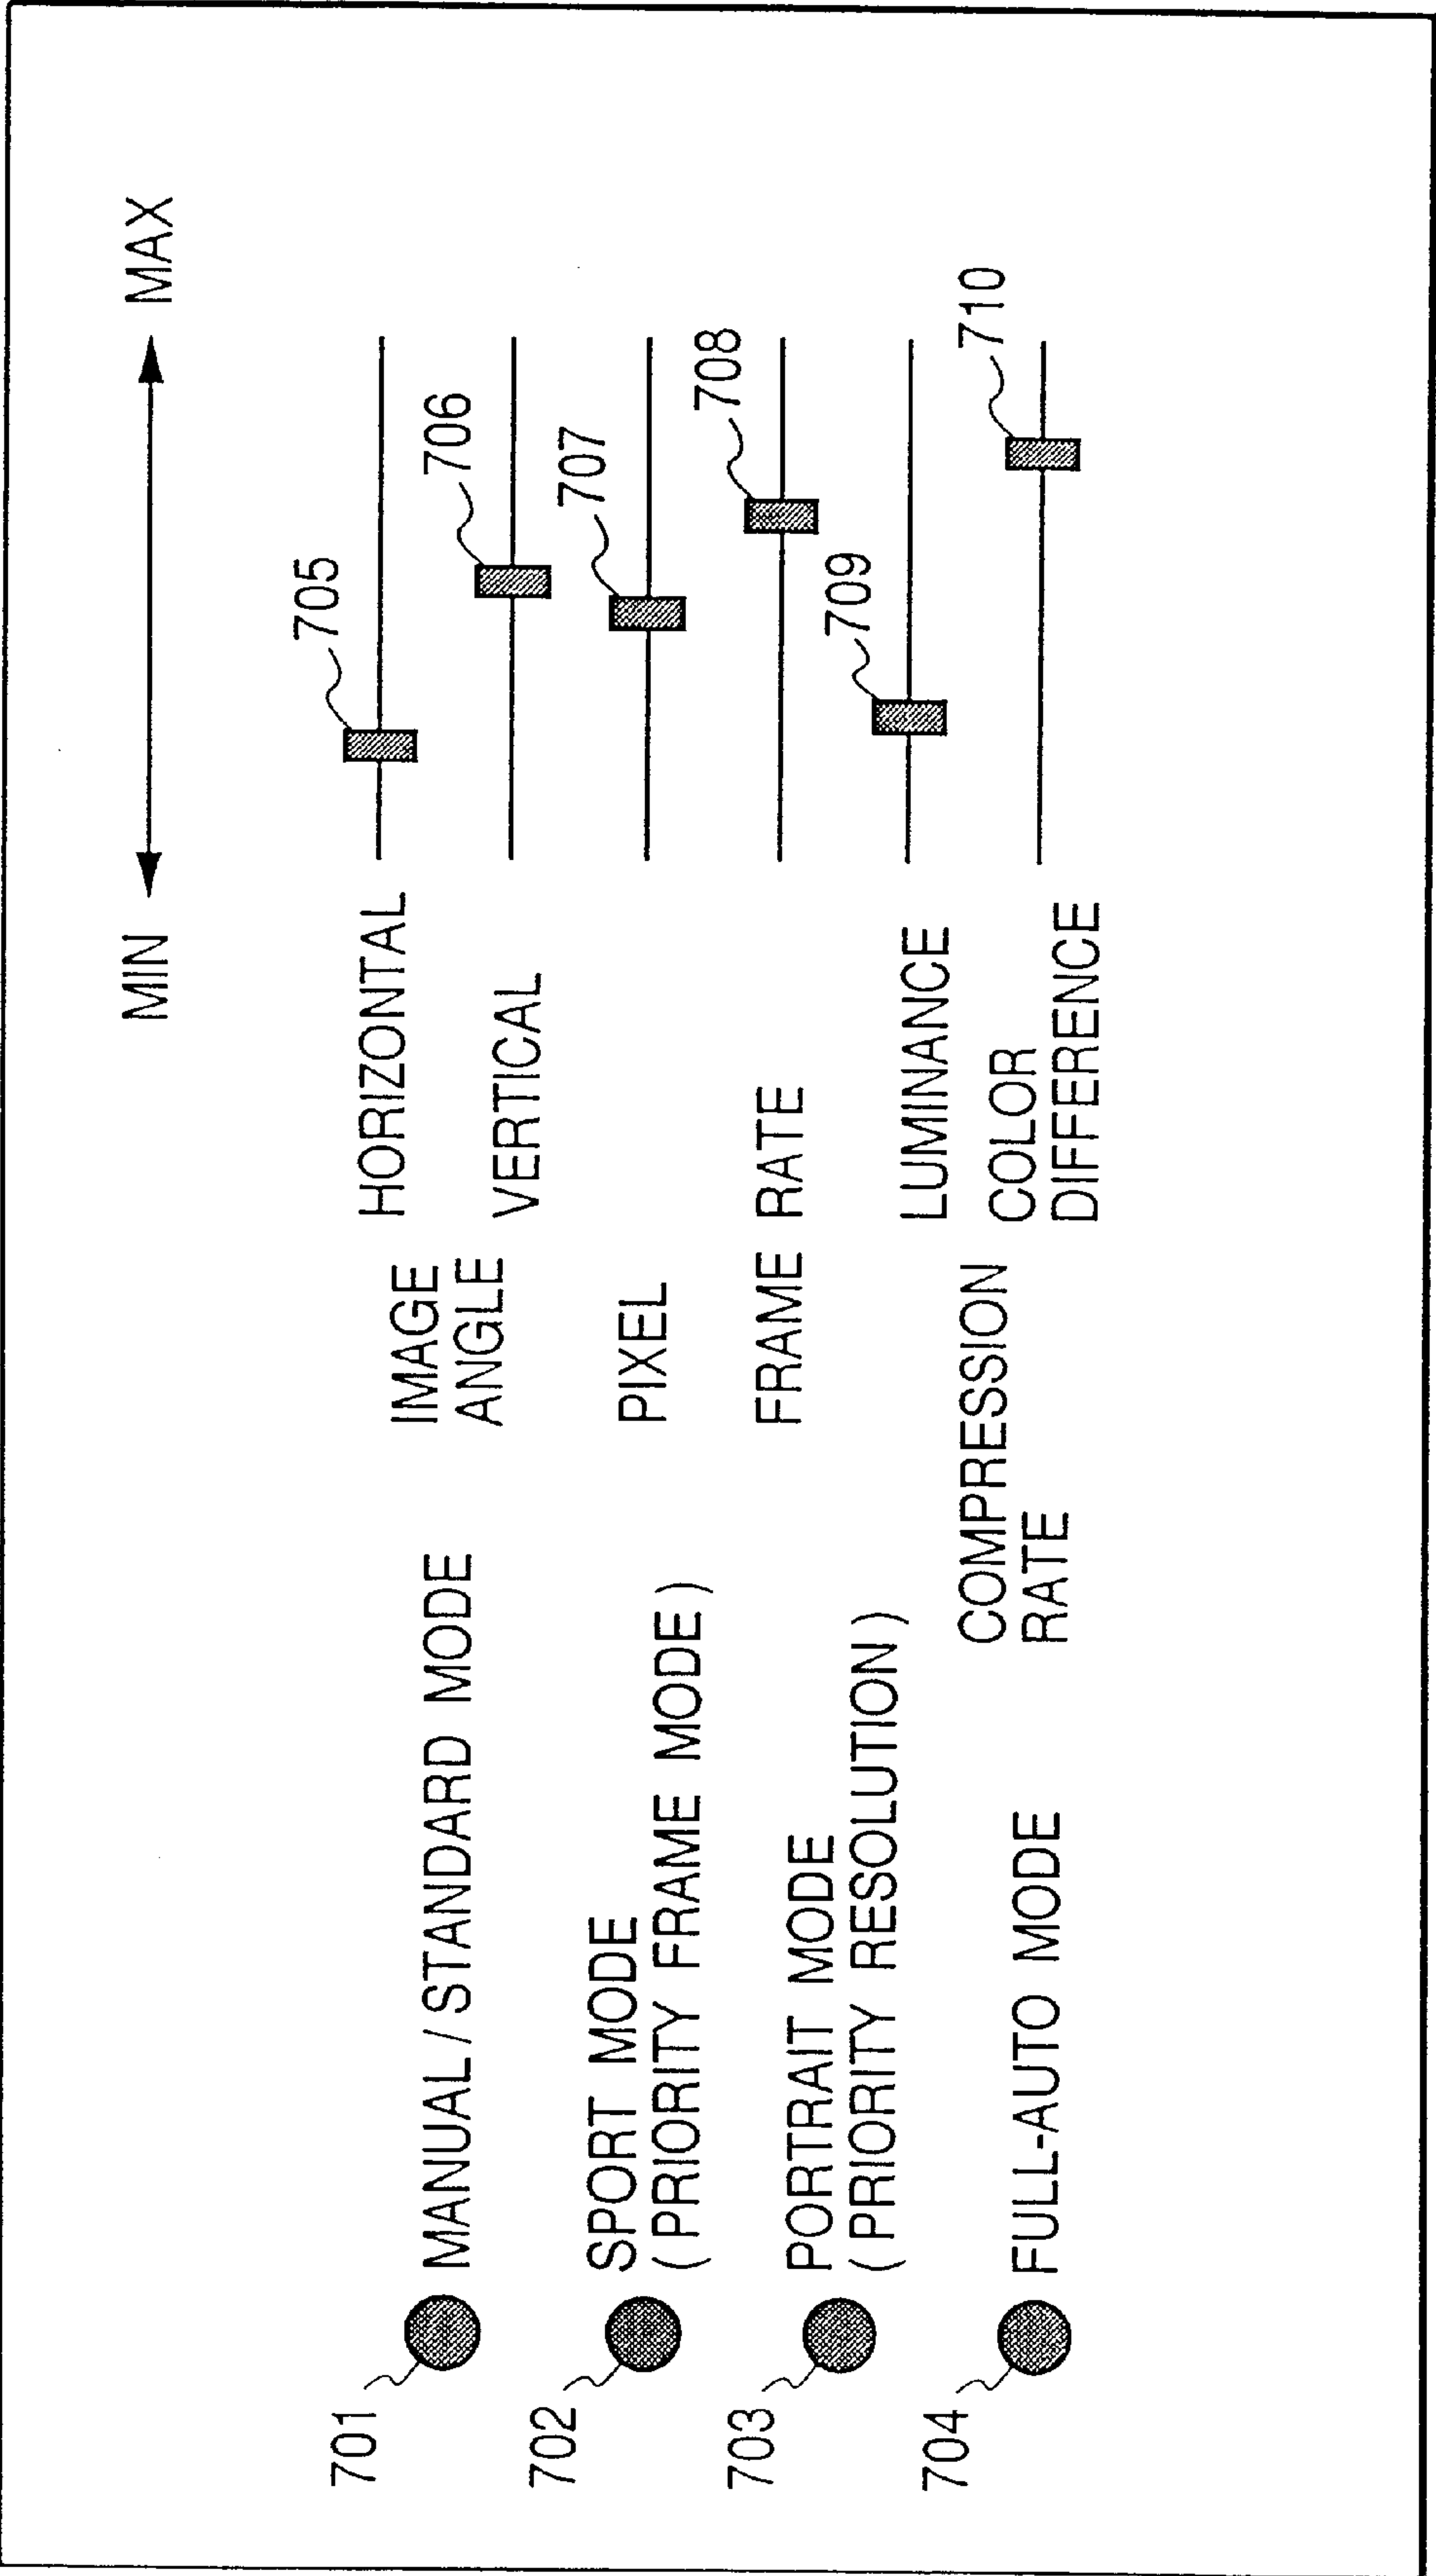 MIN
MAX
701
MANUAL / STANDARD MODE
702
SPORT MODE
( PRIORITY FRAME MODE )
703
PORTRAIT MODE
( PRIORITY RESOLUTION )
704
FULL-AUTO MODE
IMAGE
ANGLE
HORIZONTAL
705
VERTICAL
706
PIXEL
707
FRAME RATE
708
COMPRESSION
RATE
LUMINANCE
709
COLOR
DIFFERENCE
710